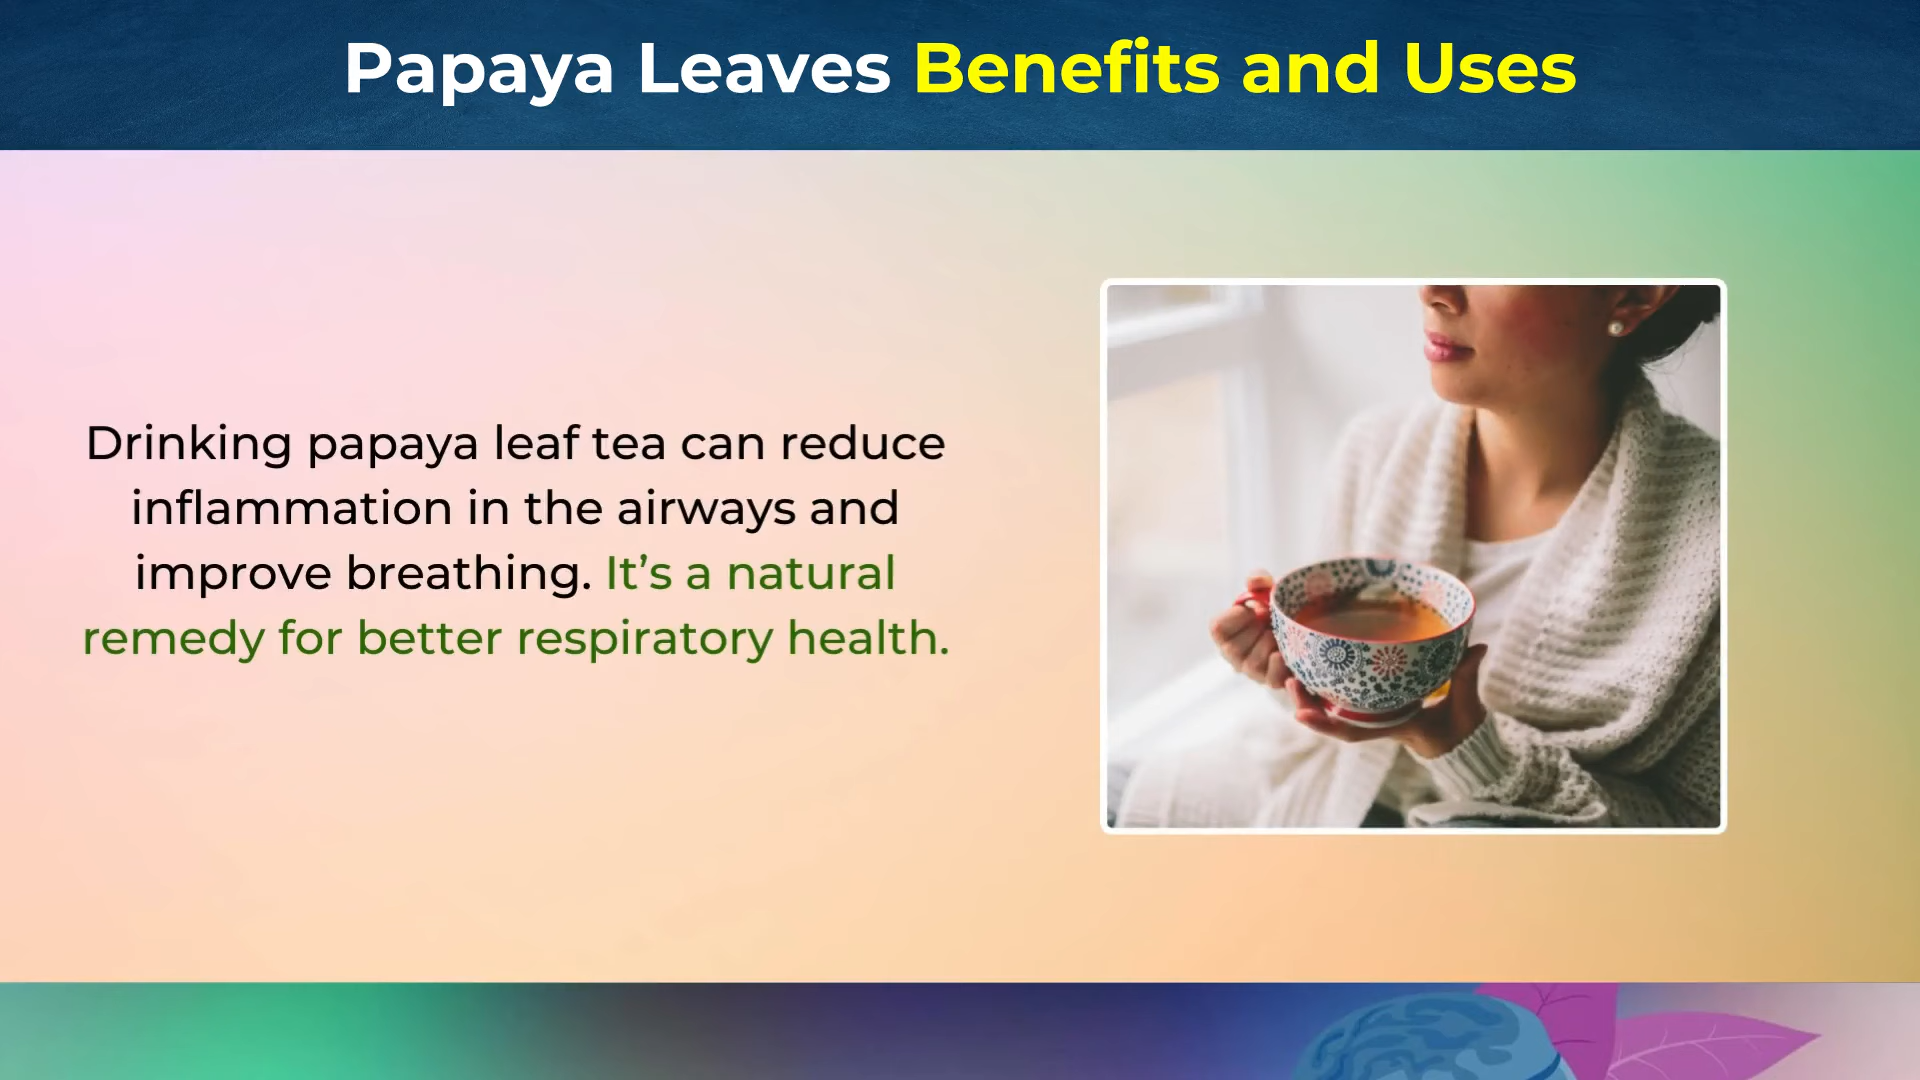 Papaya Leaves Benefits and Uses
Drinking papaya leaf tea can reduce
inflammation in the airways and
improve breathing. It’s a natural
remedy for better respiratory health.